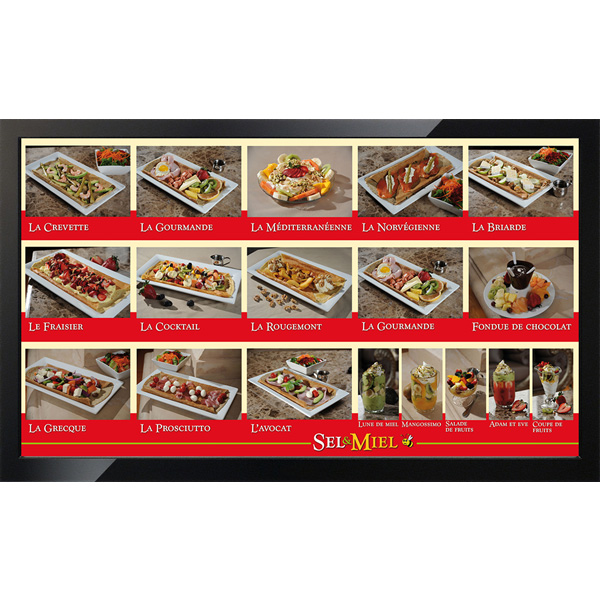 La Crevette
La Gourmande
La Méditerranéenne
La Norvégienne
La Briarde
Le Fraisier
La Cocktail
La Rougemont
La Gourmande
Fondue de chocolat
La Grecque
La Prosciutto
L'avocat
Lune de miel
Mangossimo
Salade
de fruits
Adam et Eve
Coupe de
fruits
Sel&Miel